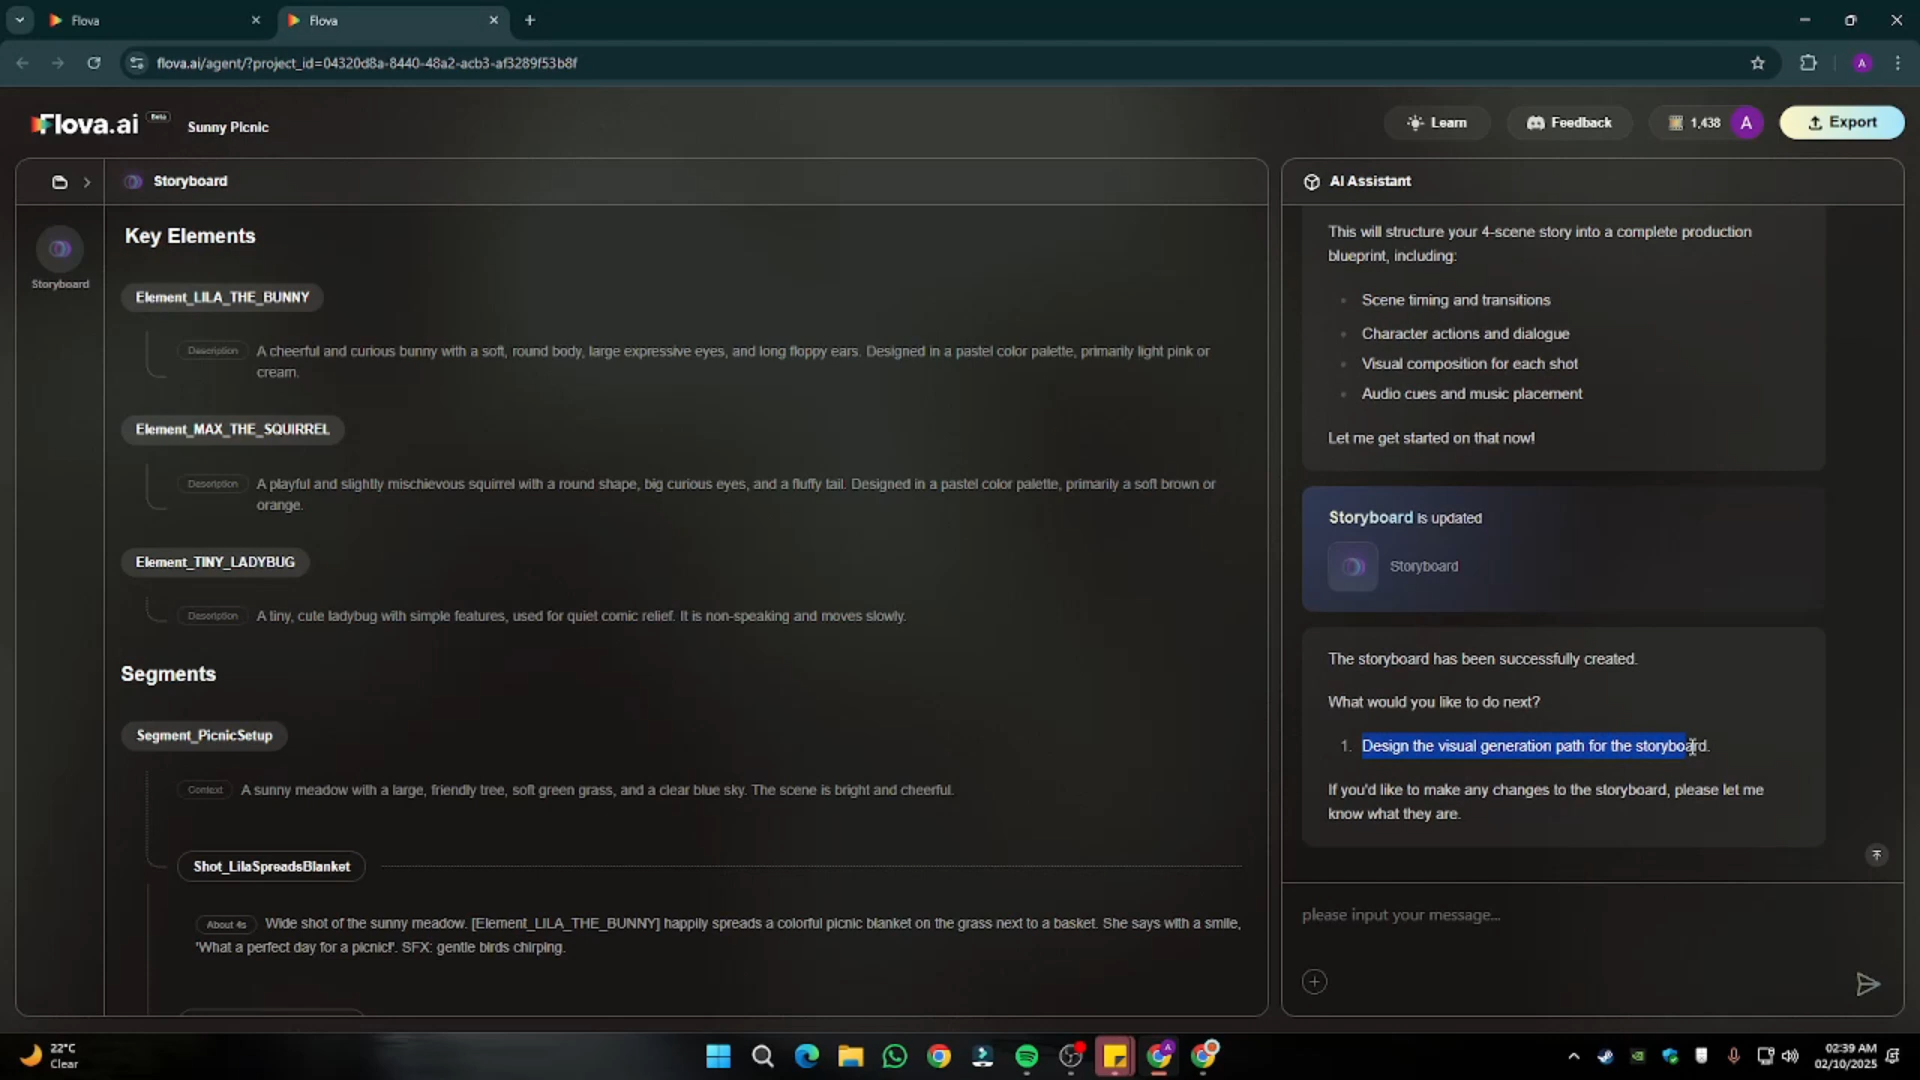 Flova
Flova
flova.ai/agent/?project_id=04320d8a-8440-48a2-acb3-af3289f53b8f
A
Flova.ai
Beta
Sunny Picnic
Learn
Feedback
1,438
A
Export
Storyboard
Storyboard
Key Elements
Element_LILA_THE_BUNNY
Description
A cheerful and curious bunny with a soft, round body, large expressive eyes, and long floppy ears. Designed in a pastel color palette, primarily light pink or
cream.
Element_MAX_THE_SQUIRREL
Description
A playful and slightly mischievous squirrel with a round shape, big curious eyes, and a fluffy tail. Designed in a pastel color palette, primarily a soft brown or
orange.
Element_TINY_LADYBUG
Description
A tiny, cute ladybug with simple features, used for quiet comic relief. It is non-speaking and moves slowly.
Segments
Segment_PicnicSetup
Context
A sunny meadow with a large, friendly tree, soft green grass, and a clear blue sky. The scene is bright and cheerful.
Shot_LilaSpreadsBlanket
About 4s
Wide shot of the sunny meadow. [Element_LILA_THE_BUNNY] happily spreads a colorful picnic blanket on the grass next to a basket. She says with a smile,
'What a perfect day for a picnic!'. SFX: gentle birds chirping.
AI Assistant
This will structure your 4-scene story into a complete production
blueprint, including:
Scene timing and transitions
Character actions and dialogue
Visual composition for each shot
Audio cues and music placement
Let me get started on that now!
Storyboard is updated
Storyboard
The storyboard has been successfully created.
What would you like to do next?
1. Design the visual generation path for the storyboard.
If you'd like to make any changes to the storyboard, please let me
know what they are.
please input your message...
22°C
Clear
02:39 AM
02/10/2025